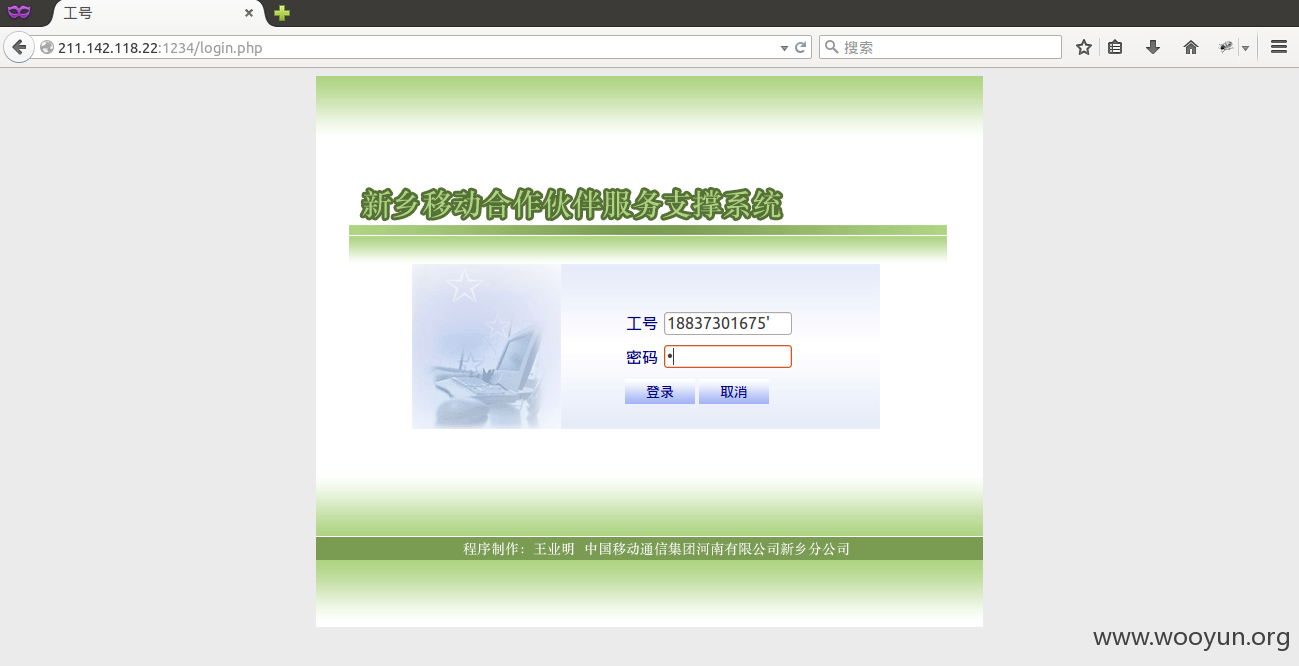 工号
211.142.118.22:1234/login.php
搜索
新乡移动合作伙伴服务支撑系统
工号 18837301675'
密码 •
登录 取消
程序制作：王业明 中国移动通信集团河南有限公司新乡分公司
www.wooyun.org